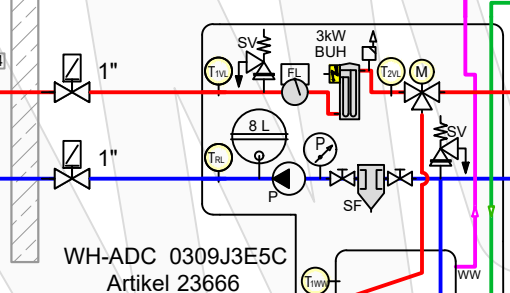 3kW
SV BUH
1" T1VL FL T2VL M
8 L SV
1" TRL P
P SF
WH-ADC 0309J3E5C WW
Artikel 23666 T1WW